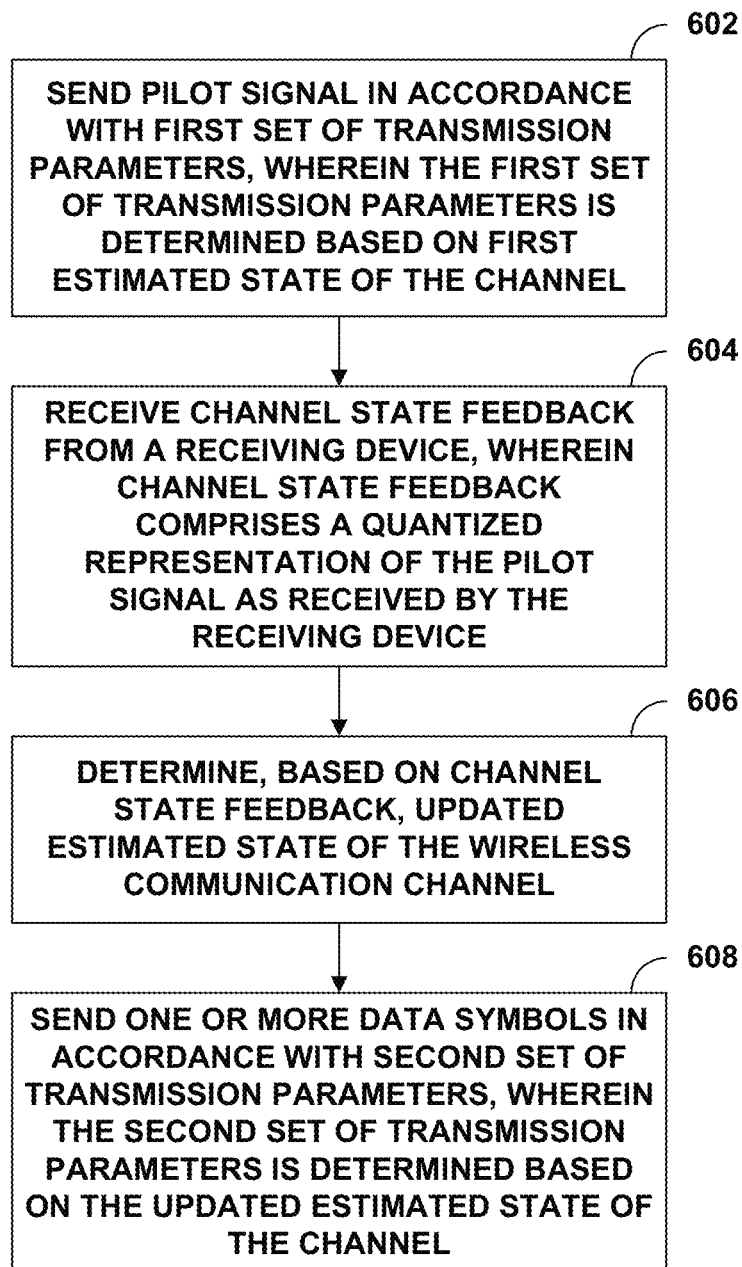 602
SEND PILOT SIGNAL IN ACCORDANCE
WITH FIRST SET OF TRANSMISSION
PARAMETERS, WHEREIN THE FIRST SET
OF TRANSMISSION PARAMETERS IS
DETERMINED BASED ON FIRST
ESTIMATED STATE OF THE CHANNEL
604
RECEIVE CHANNEL STATE FEEDBACK
FROM A RECEIVING DEVICE, WHEREIN
CHANNEL STATE FEEDBACK
COMPRISES A QUANTIZED
REPRESENTATION OF THE PILOT
SIGNAL AS RECEIVED BY THE
RECEIVING DEVICE
606
DETERMINE, BASED ON CHANNEL
STATE FEEDBACK, UPDATED
ESTIMATED STATE OF THE WIRELESS
COMMUNICATION CHANNEL
608
SEND ONE OR MORE DATA SYMBOLS IN
ACCORDANCE WITH SECOND SET OF
TRANSMISSION PARAMETERS, WHEREIN
THE SECOND SET OF TRANSMISSION
PARAMETERS IS DETERMINED BASED
ON THE UPDATED ESTIMATED STATE OF
THE CHANNEL